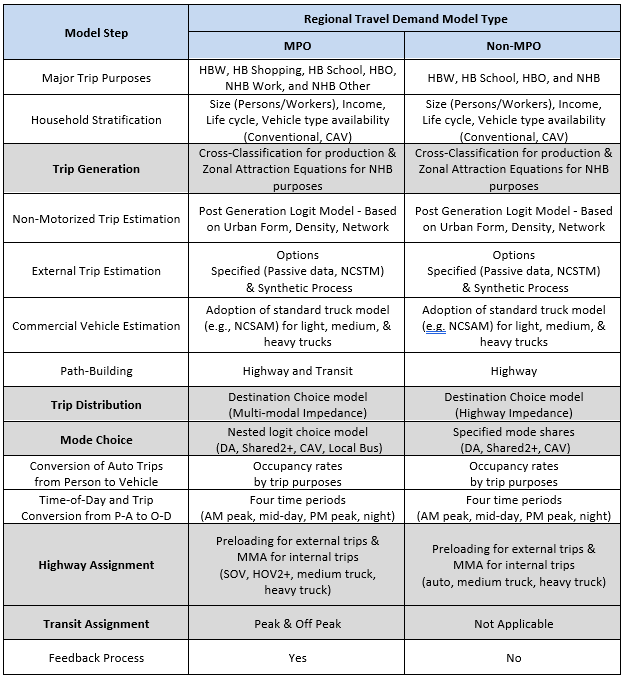 Model Step
Regional Travel Demand Model Type
MPO
Non-MPO
Major Trip Purposes
HBW, HB Shopping, HB School, HBO,
NHB Work, and NHB Other
HBW, HB School, HBO, and NHB
Household Stratification
Size (Persons/Workers), Income,
Life cycle, Vehicle type availability
(Conventional, CAV)
Size (Persons/Workers), Income,
Life cycle, Vehicle type availability
(Conventional, CAV)
Trip Generation
Cross-Classification for production &
Zonal Attraction Equations for NHB
purposes
Cross-Classification for production &
Zonal Attraction Equations for NHB
purposes
Non-Motorized Trip Estimation
Post Generation Logit Model - Based
on Urban Form, Density, Network
Post Generation Logit Model - Based
on Urban Form, Density, Network
External Trip Estimation
Options
Specified (Passive data, NCSTM)
& Synthetic Process
Options
Specified (Passive data, NCSTM)
& Synthetic Process
Commercial Vehicle Estimation
Adoption of standard truck model
(e.g., NCSAM) for light, medium, &
heavy trucks
Adoption of standard truck model
(e.g. NCSAM) for light, medium, &
heavy trucks
Path-Building
Highway and Transit
Highway
Trip Distribution
Destination Choice model
(Multi-modal Impedance)
Destination Choice model
(Highway Impedance)
Mode Choice
Nested logit choice model
(DA, Shared2+, CAV, Local Bus)
Specified mode shares
(DA, Shared2+, CAV)
Conversion of Auto Trips
from Person to Vehicle
Occupancy rates
by trip purposes
Occupancy rates
by trip purposes
Time-of-Day and Trip
Conversion from P-A to O-D
Four time periods
(AM peak, mid-day, PM peak, night)
Four time periods
(AM peak, mid-day, PM peak, night)
Highway Assignment
Preloading for external trips &
MMA for internal trips
(SOV, HOV2+, medium truck,
heavy truck)
Preloading for external trips &
MMA for internal trips
(auto, medium truck, heavy truck)
Transit Assignment
Peak & Off Peak
Not Applicable
Feedback Process
Yes
No